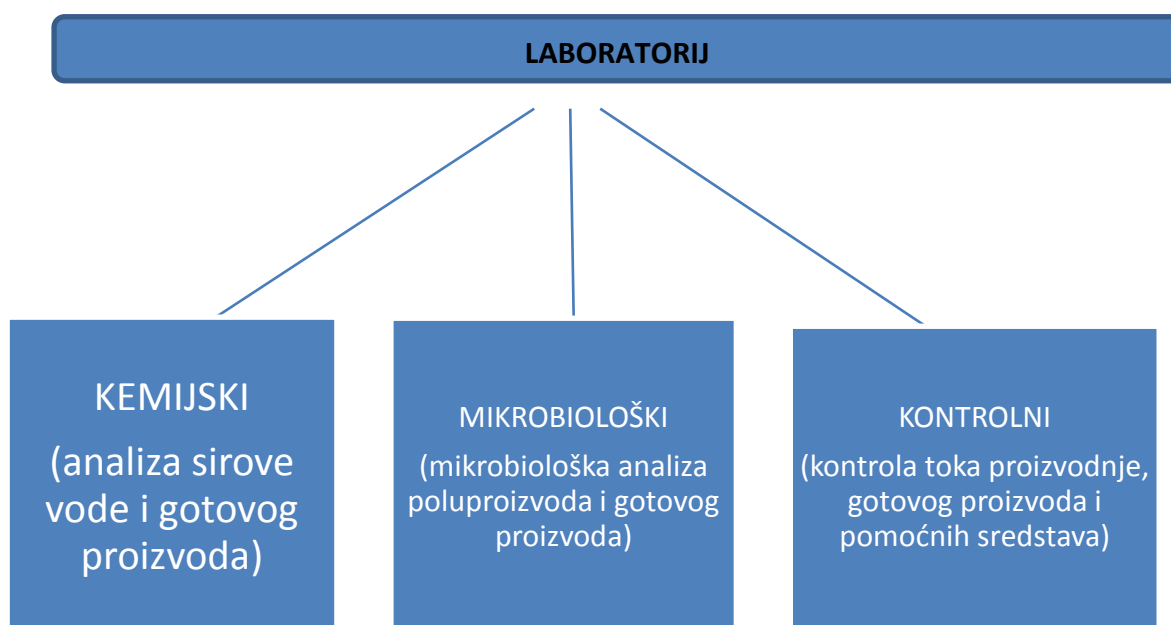 LABORATORIJ
KEMIJSKI
(analiza sirove
vode i gotovog
proizvoda)
MIKROBIOLOŠKI
(mikrobiološka analiza
poluproizvoda i gotovog
proizvoda)
KONTROLNI
(kontrola toka proizvodnje,
gotovog proizvoda i
pomoćnih sredstava)